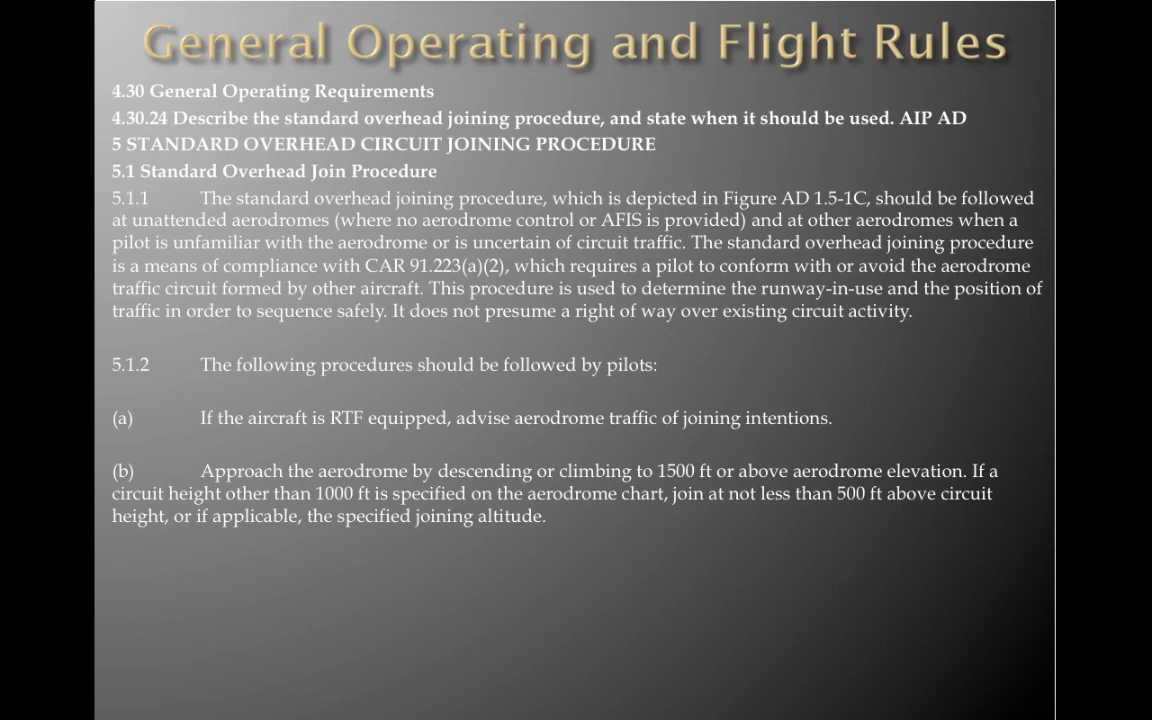 General Operating and Flight Rules
4.30 General Operating Requirements
4.30.24 Describe the standard overhead joining procedure, and state when it should be used. AIP AD
5 STANDARD OVERHEAD CIRCUIT JOINING PROCEDURE
5.1 Standard Overhead Join Procedure
5.1.1 The standard overhead joining procedure, which is depicted in Figure AD 1.5-1C, should be followed
at unattended aerodromes (where no aerodrome control or AFIS is provided) and at other aerodromes when a
pilot is unfamiliar with the aerodrome or is uncertain of circuit traffic. The standard overhead joining procedure
is a means of compliance with CAR 91.223(a)(2), which requires a pilot to conform with or avoid the aerodrome
traffic circuit formed by other aircraft. This procedure is used to determine the runway-in-use and the position of
traffic in order to sequence safely. It does not presume a right of way over existing circuit activity.
5.1.2 The following procedures should be followed by pilots:
(a) If the aircraft is RTF equipped, advise aerodrome traffic of joining intentions.
(b) Approach the aerodrome by descending or climbing to 1500 ft or above aerodrome elevation. If a
circuit height other than 1000 ft is specified on the aerodrome chart, join at not less than 500 ft above circuit
height, or if applicable, the specified joining altitude.